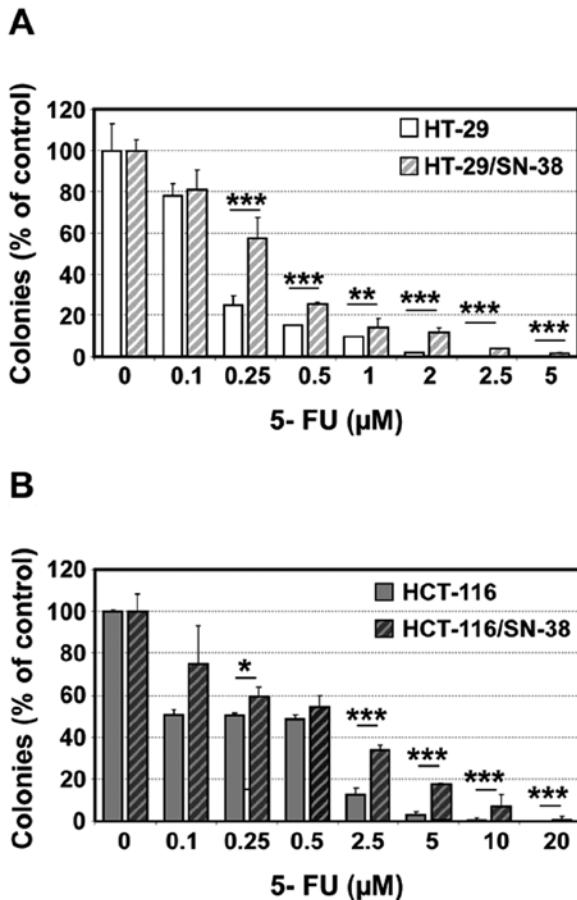 A
Colonies (% of control)
120
100
80
60
40
20
0
HT-29
HT-29/SN-38
***
***
**
***
***
***
0 0.1 0.25 0.5 1 2 2.5 5
5- FU (µM)
B
Colonies (% of control)
120
100
80
60
40
20
0
HCT-116
HCT-116/SN-38
*
***
***
***
***
0 0.1 0.25 0.5 2.5 5 10 20
5- FU (µM)